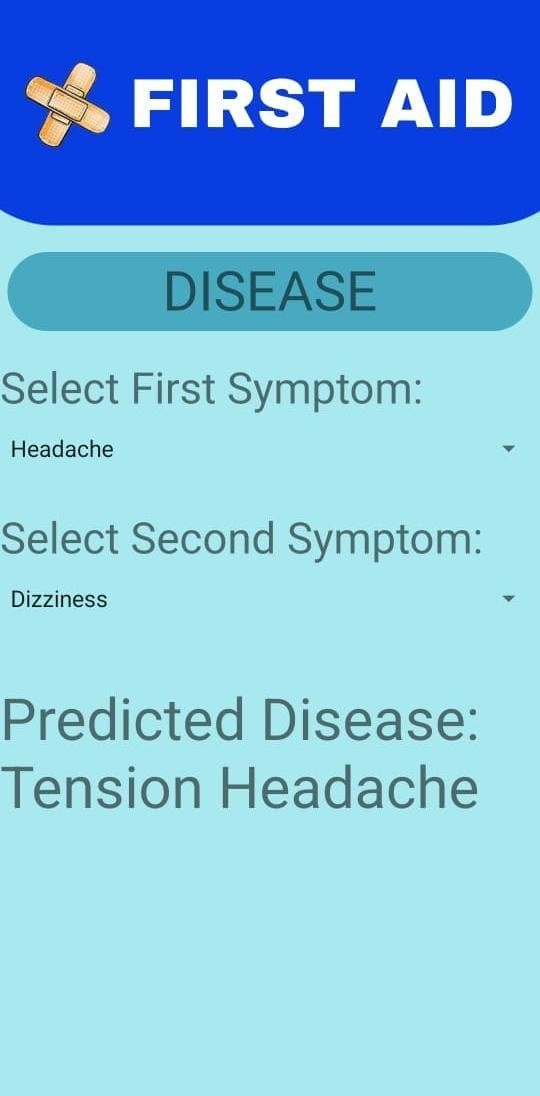 FIRST AID
DISEASE
Select First Symptom:
Headache
Select Second Symptom:
Dizziness
Predicted Disease:
Tension Headache